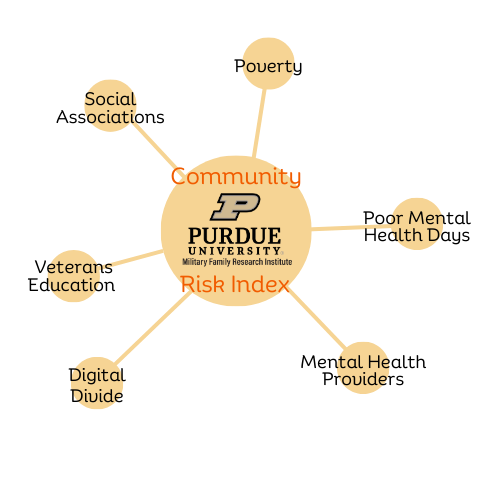 Poverty
Social
Associations
Community
P
PURDUE
UNIVERSITY®
Military Family Research Institute
Risk Index
Poor Mental
Health Days
Veterans
Education
Mental Health
Providers
Digital
Divide